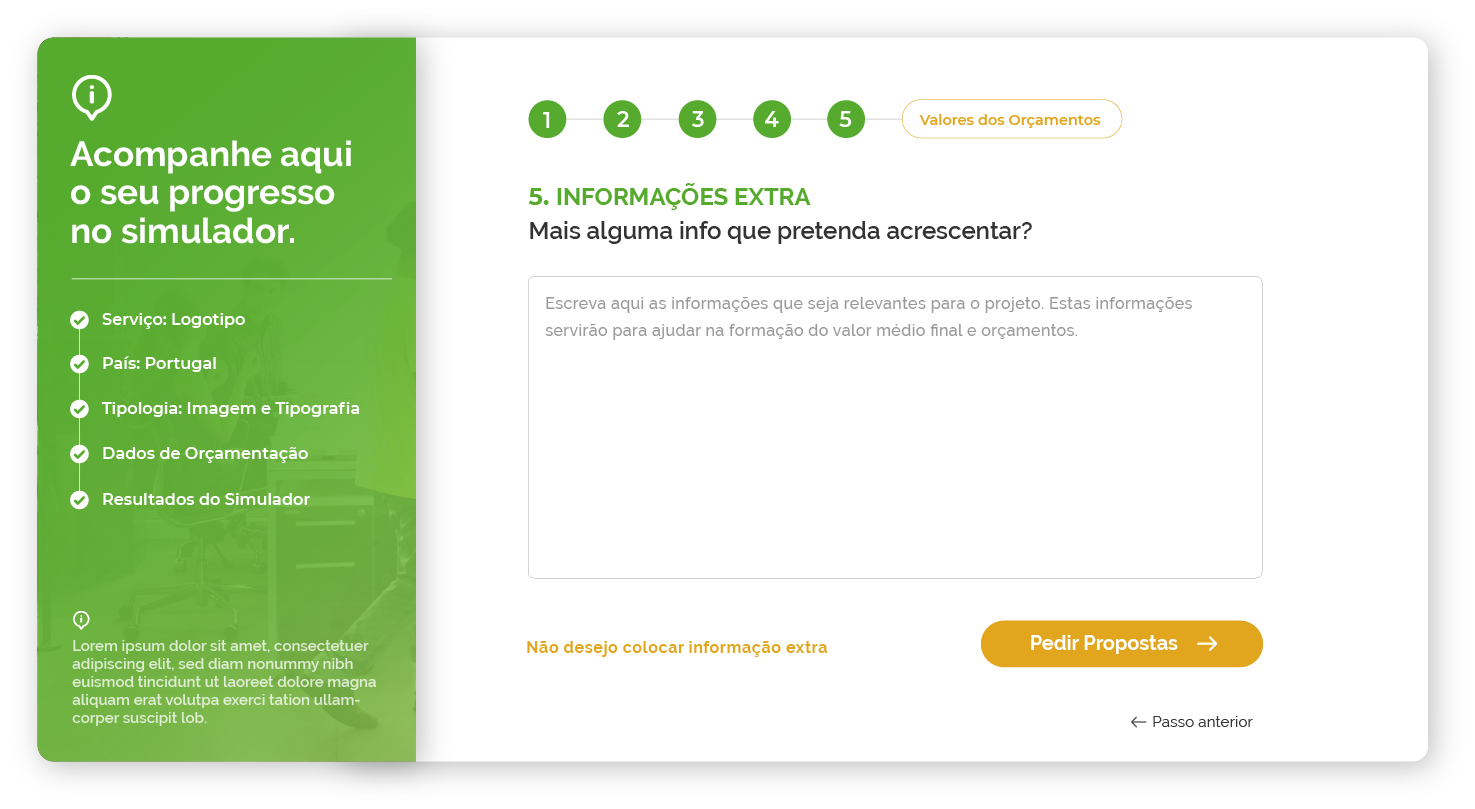 Acompanhe aqui
o seu progresso
no simulador.
Serviço: Logotipo
País: Portugal
Tipologia: Imagem e Tipografia
Dados de Orçamentação
Resultados do Simulador
Lorem ipsum dolor sit amet, consectetuer
adipiscing elit, sed diam nonummy nibh
euismod tincidunt ut laoreet dolore magna
aliquam erat volutpa exerci tation ullam-
corper suscipit lob.
1 2 3 4 5 Valores dos Orçamentos
5. INFORMAÇÕES EXTRA
Mais alguma info que pretenda acrescentar?
Escreva aqui as informações que seja relevantes para o projeto. Estas informações
servirão para ajudar na formação do valor médio final e orçamentos.
Não desejo colocar informação extra
Pedir Propostas →
← Passo anterior